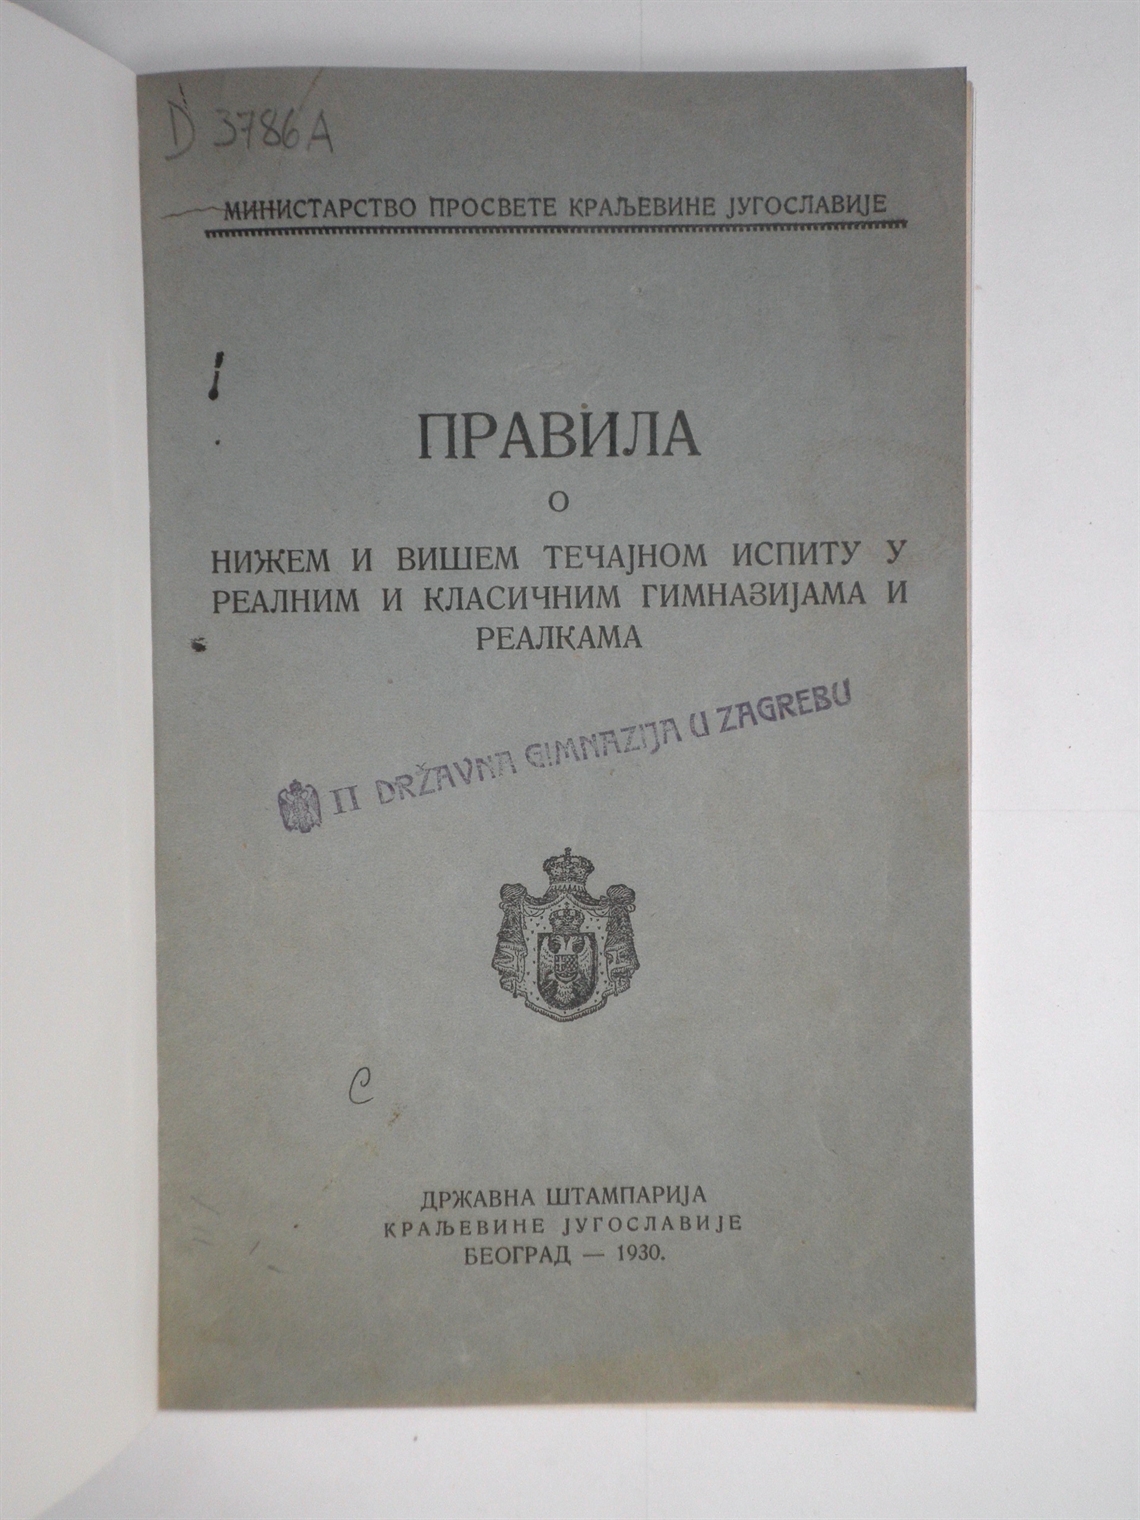 D 3786A
МИНИСТАРСТВО ПРОСВЕТЕ КРАЉЕВИНЕ ЈУГОСЛАВИЈЕ
ПРАВИЛА
О
НИЖЕМ И ВИШЕМ ТЕЧАЈНОМ ИСПИТУ У
РЕАЛНИМ И КЛАСИЧНИМ ГИМНАЗИЈАМА И
РЕАЛКАМА
II DRŽAVNA GIMNAZIJA U ZAGREBU
C
ДРЖАВНА ШТАМПАРИЈА
КРАЉЕВИНЕ ЈУГОСЛАВИЈЕ
БЕОГРАД — 1930.